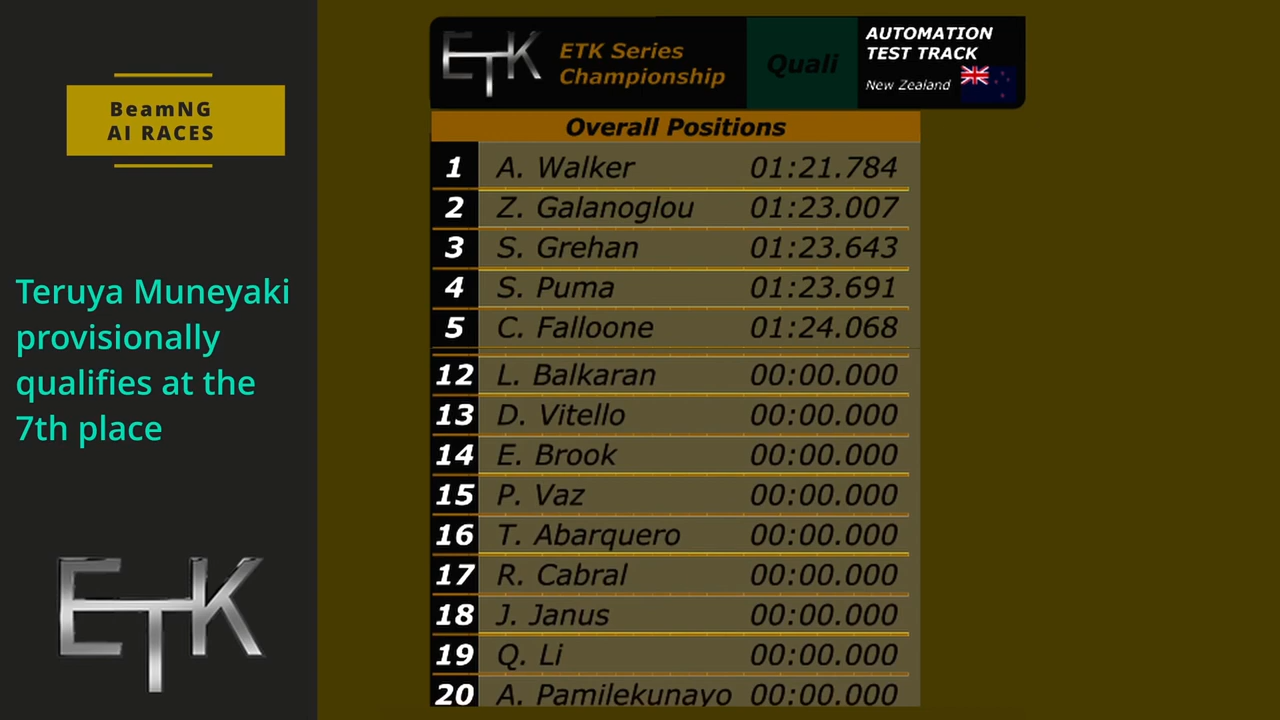 BeamNG
AI RACES
Teruya Muneyaki
provisionally
qualifies at the
7th place
ETK
ETK
ETK Series
Championship
Quali
AUTOMATION
TEST TRACK
New Zealand
Overall Positions
1 A. Walker 01:21.784
2 Z. Galanoglou 01:23.007
3 S. Grehan 01:23.643
4 S. Puma 01:23.691
5 C. Falloone 01:24.068
12 L. Balkaran 00:00.000
13 D. Vitello 00:00.000
14 E. Brook 00:00.000
15 P. Vaz 00:00.000
16 T. Abarquero 00:00.000
17 R. Cabral 00:00.000
18 J. Janus 00:00.000
19 Q. Li 00:00.000
20 A. Pamilekunayo 00:00.000